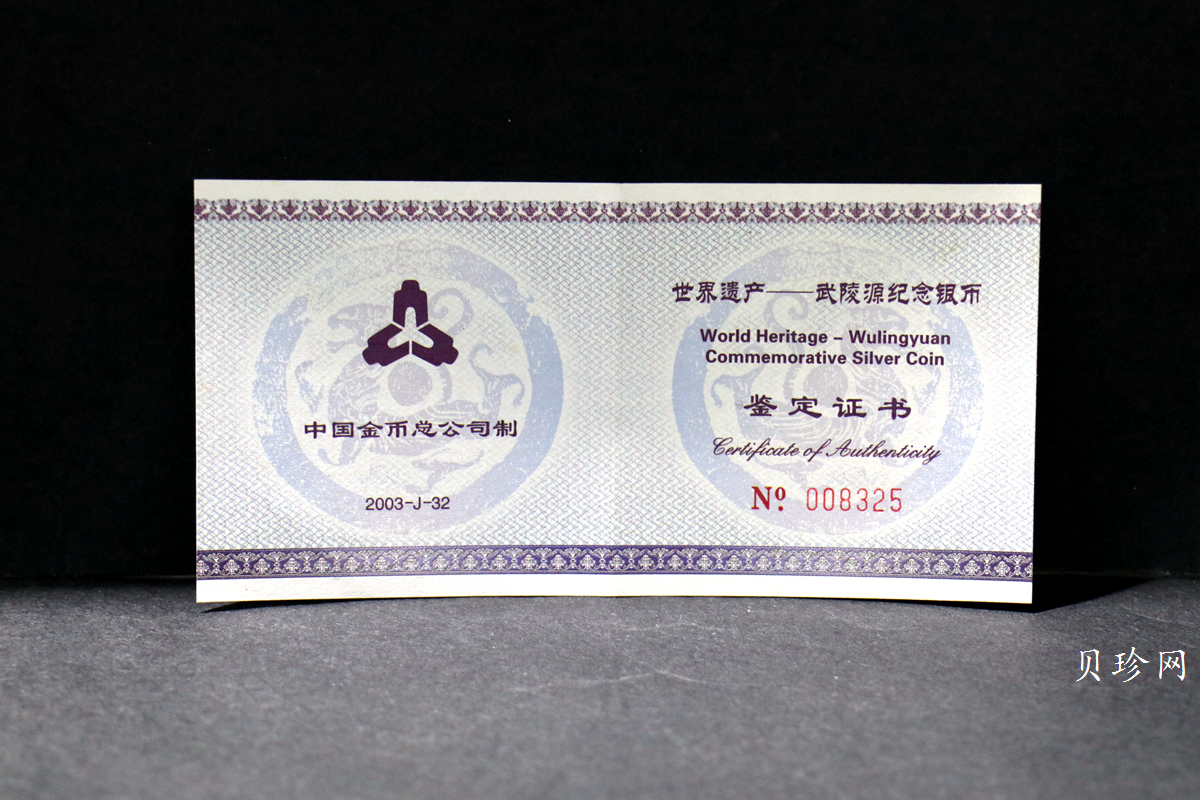 中国金币总公司制
2003-J-32
世界遗产——武陵源纪念银币
World Heritage – Wulingyuan
Commemorative Silver Coin
鉴定证书
Certificate of Authenticity
Nº. 008325
贝珍网